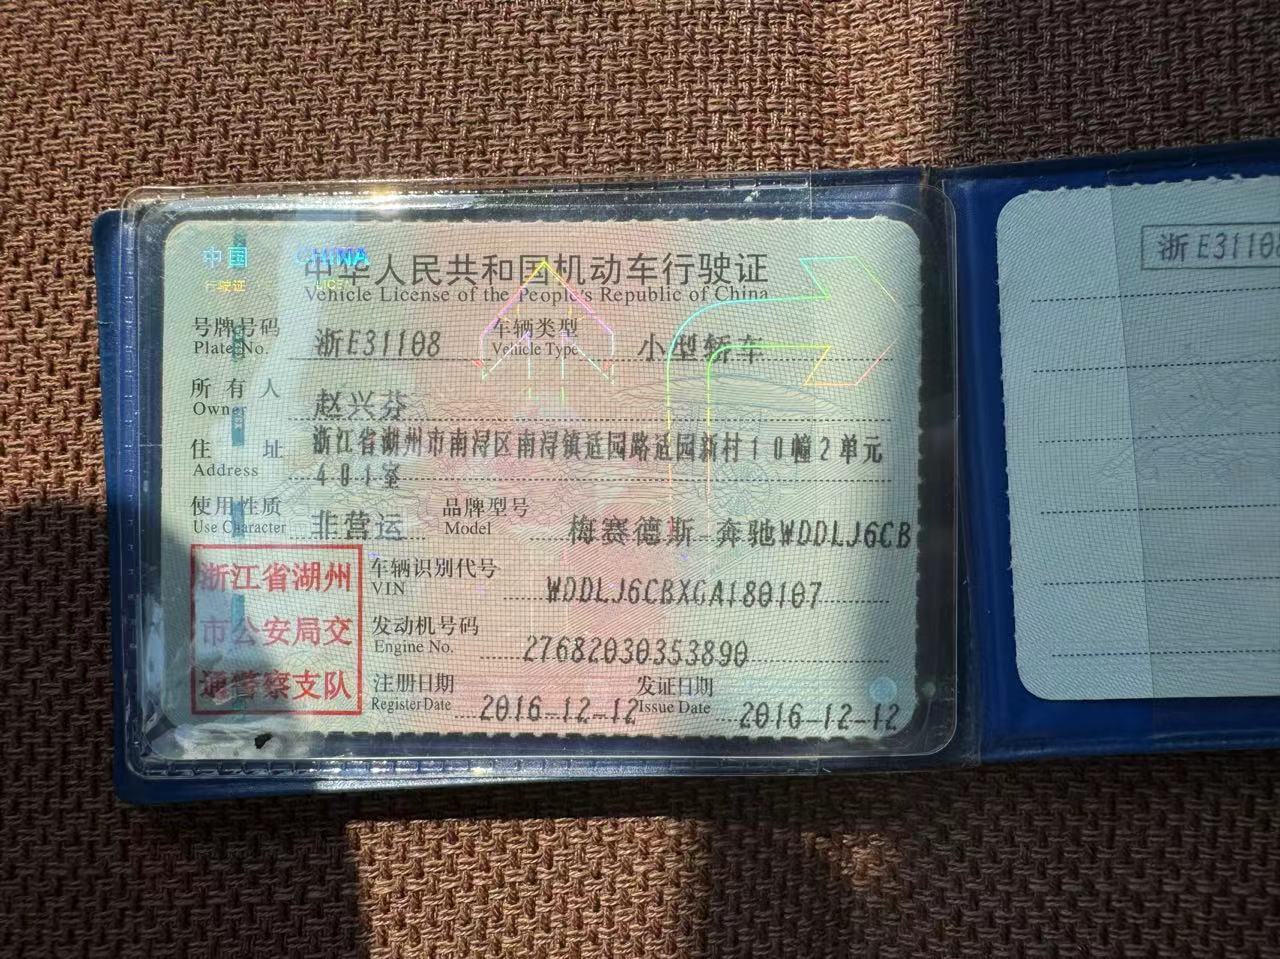 中国 CHINA
行驶证
中华人民共和国机动车行驶证
Vehicle License of the People's Republic of China
号牌号码 Plate No. 浙E31108 车辆类型 Vehicle Type 小型轿车
所有人 Owner 赵兴芬
住址 Address 浙江省湖州市南浔区南浔镇适园路适园新村10幢2单元
401室
使用性质 Use Character 非营运 品牌型号 Model 梅赛德斯-奔驰WDDLJ6CB
车辆识别代号 VIN WDDLJ6CBXGA180107
发动机号码 Engine No. 27682030353890
注册日期 Register Date 2016-12-12 发证日期 Issue Date 2016-12-12
浙江省湖州
市公安局交
通警察支队
浙E3110